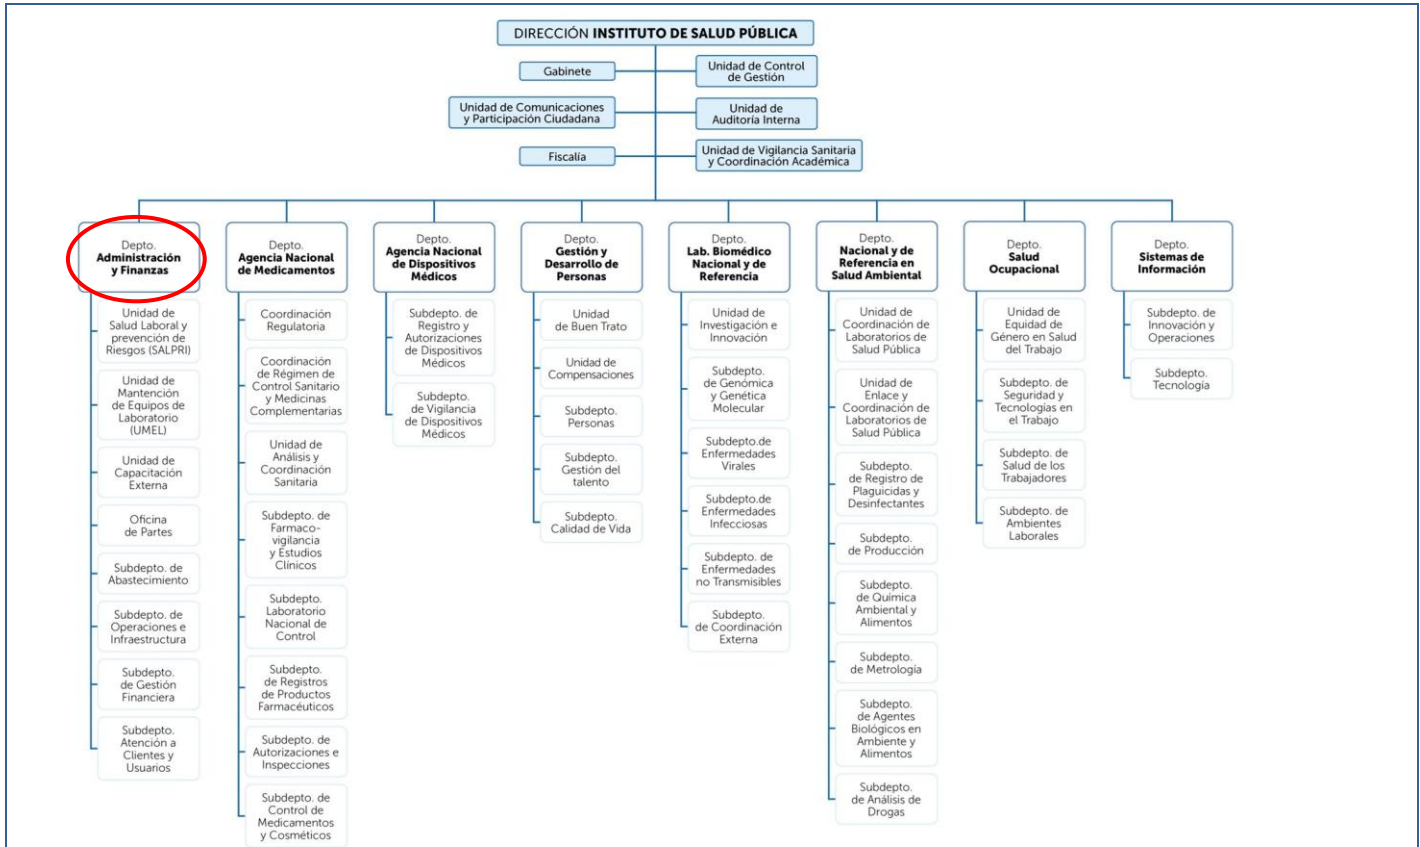 DIRECCIÓN INSTITUTO DE SALUD PÚBLICA
Gabinete
Unidad de Control
de Gestión
Unidad de Comunicaciones
y Participación Ciudadana
Unidad de
Auditoría Interna
Fiscalía
Unidad de Vigilancia Sanitaria
y Coordinación Académica
Depto.
Administración
y Finanzas
Unidad de
Salud Laboral y
prevención de
Riesgos (SALPRI)
Unidad de
Mantención
de Equipos de
Laboratorio
(UMEL)
Unidad de
Capacitación
Externa
Oficina
de Partes
Subdepto. de
Abastecimiento
Subdepto. de
Operaciones e
Infraestructura
Subdepto.
de Gestión
Financiera
Subdepto.
Atención a
Clientes y
Usuarios
Depto.
Agencia Nacional
de Medicamentos
Coordinación
Regulatoria
Coordinación
de Régimen de
Control Sanitario
y Medicinas
Complementarias
Unidad de
Análisis y
Coordinación
Sanitaria
Subdepto. de
Farmaco-
vigilancia
y Estudios
Clínicos
Subdepto.
Laboratorio
Nacional de
Control
Subdepto.
de Registros
de Productos
Farmacéuticos
Subdepto. de
Autorizaciones e
Inspecciones
Subdepto. de
Control de
Medicamentos
y Cosméticos
Depto.
Agencia Nacional
de Dispositivos
Médicos
Subdepto. de
Registro y
Autorizaciones
de Dispositivos
Médicos
Subdepto.
de Vigilancia
de Dispositivos
Médicos
Depto.
Gestión y
Desarrollo de
Personas
Unidad
de Buen Trato
Unidad de
Compensaciones
Subdepto.
Personas
Subdepto.
Gestión del
talento
Subdepto.
Calidad de Vida
Depto.
Lab. Biomédico
Nacional y de
Referencia
Unidad de
Investigación e
Innovación
Subdepto.
de Genómica
y Genética
Molecular
Subdepto.de
Enfermedades
Virales
Subdepto.de
Enfermedades
Infecciosas
Subdepto. de
Enfermedades
no Transmisibles
Subdepto.
de Coordinación
Externa
Depto.
Nacional y de
Referencia en
Salud Ambiental
Unidad de
Coordinación de
Laboratorios de
Salud Pública
Unidad de
Enlace y
Coordinación de
Laboratorios de
Salud Pública
Subdepto.
de Registro de
Plaguicidas y
Desinfectantes
Subdepto.
de Producción
Subdepto.
de Química
Ambiental y
Alimentos
Subdepto.
de Metrología
Subdepto.
de Agentes
Biológicos en
Ambiente y
Alimentos
Subdepto.
de Análisis de
Drogas
Depto.
Salud
Ocupacional
Unidad de
Equidad de
Género en Salud
del Trabajo
Subdepto. de
Seguridad y
Tecnologías en
el Trabajo
Subdepto. de
Salud de los
Trabajadores
Subdepto. de
Ambientes
Laborales
Depto.
Sistemas de
Información
Subdepto. de
Innovación y
Operaciones
Subdepto.
Tecnología